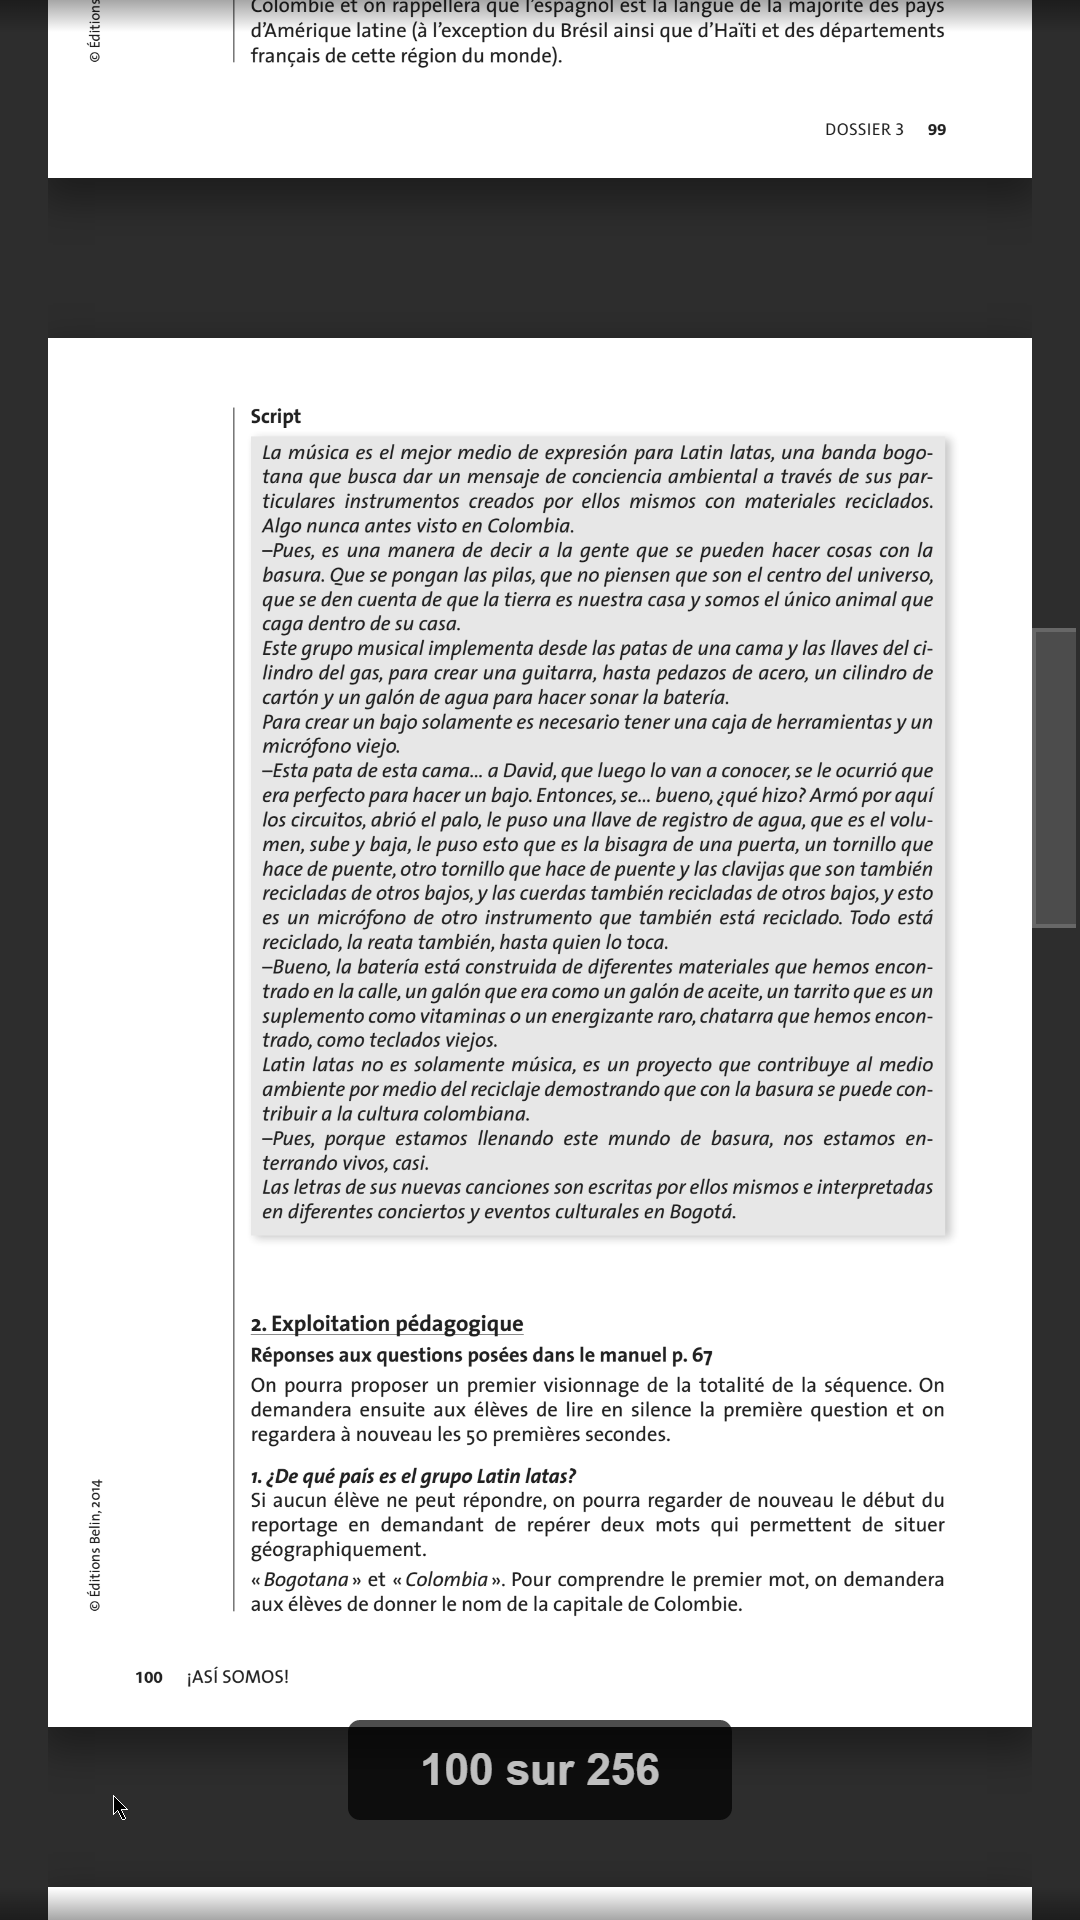 Colombie et on rappellera que l'espagnol est la langue de la majorité des pays
d'Amérique latine (à l'exception du Brésil ainsi que d'Haïti et des départements
français de cette région du monde).
© Éditions
DOSSIER 3 99
Script
La música es el mejor medio de expresión para Latin latas, una banda bogo-
tana que busca dar un mensaje de conciencia ambiental a través de sus par-
ticulares instrumentos creados por ellos mismos con materiales reciclados.
Algo nunca antes visto en Colombia.
–Pues, es una manera de decir a la gente que se pueden hacer cosas con la
basura. Que se pongan las pilas, que no piensen que son el centro del universo,
que se den cuenta de que la tierra es nuestra casa y somos el único animal que
caga dentro de su casa.
Este grupo musical implementa desde las patas de una cama y las llaves del ci-
lindro del gas, para crear una guitarra, hasta pedazos de acero, un cilindro de
cartón y un galón de agua para hacer sonar la batería.
Para crear un bajo solamente es necesario tener una caja de herramientas y un
micrófono viejo.
–Esta pata de esta cama... a David, que luego lo van a conocer, se le ocurrió que
era perfecto para hacer un bajo. Entonces, se... bueno, ¿qué hizo? Armó por aquí
los circuitos, abrió el palo, le puso una llave de registro de agua, que es el volu-
men, sube y baja, le puso esto que es la bisagra de una puerta, un tornillo que
hace de puente, otro tornillo que hace de puente y las clavijas que son también
recicladas de otros bajos, y las cuerdas también recicladas de otros bajos, y esto
es un micrófono de otro instrumento que también está reciclado. Todo está
reciclado, la reata también, hasta quien lo toca.
–Bueno, la batería está construida de diferentes materiales que hemos encon-
trado en la calle, un galón que era como un galón de aceite, un tarrito que es un
suplemento como vitaminas o un energizante raro, chatarra que hemos encon-
trado, como teclados viejos.
Latin latas no es solamente música, es un proyecto que contribuye al medio
ambiente por medio del reciclaje demostrando que con la basura se puede con-
tribuir a la cultura colombiana.
–Pues, porque estamos llenando este mundo de basura, nos estamos en-
terrando vivos, casi.
Las letras de sus nuevas canciones son escritas por ellos mismos e interpretadas
en diferentes conciertos y eventos culturales en Bogotá.
2. Exploitation pédagogique
Réponses aux questions posées dans le manuel p. 67
On pourra proposer un premier visionnage de la totalité de la séquence. On
demandera ensuite aux élèves de lire en silence la première question et on
regardera à nouveau les 50 premières secondes.
1. ¿De qué país es el grupo Latin latas?
Si aucun élève ne peut répondre, on pourra regarder de nouveau le début du
reportage en demandant de repérer deux mots qui permettent de situer
géographiquement.
« Bogotana » et « Colombia ». Pour comprendre le premier mot, on demandera
aux élèves de donner le nom de la capitale de Colombie.
© Éditions Belin, 2014
100 ¡ASÍ SOMOS!
100 sur 256